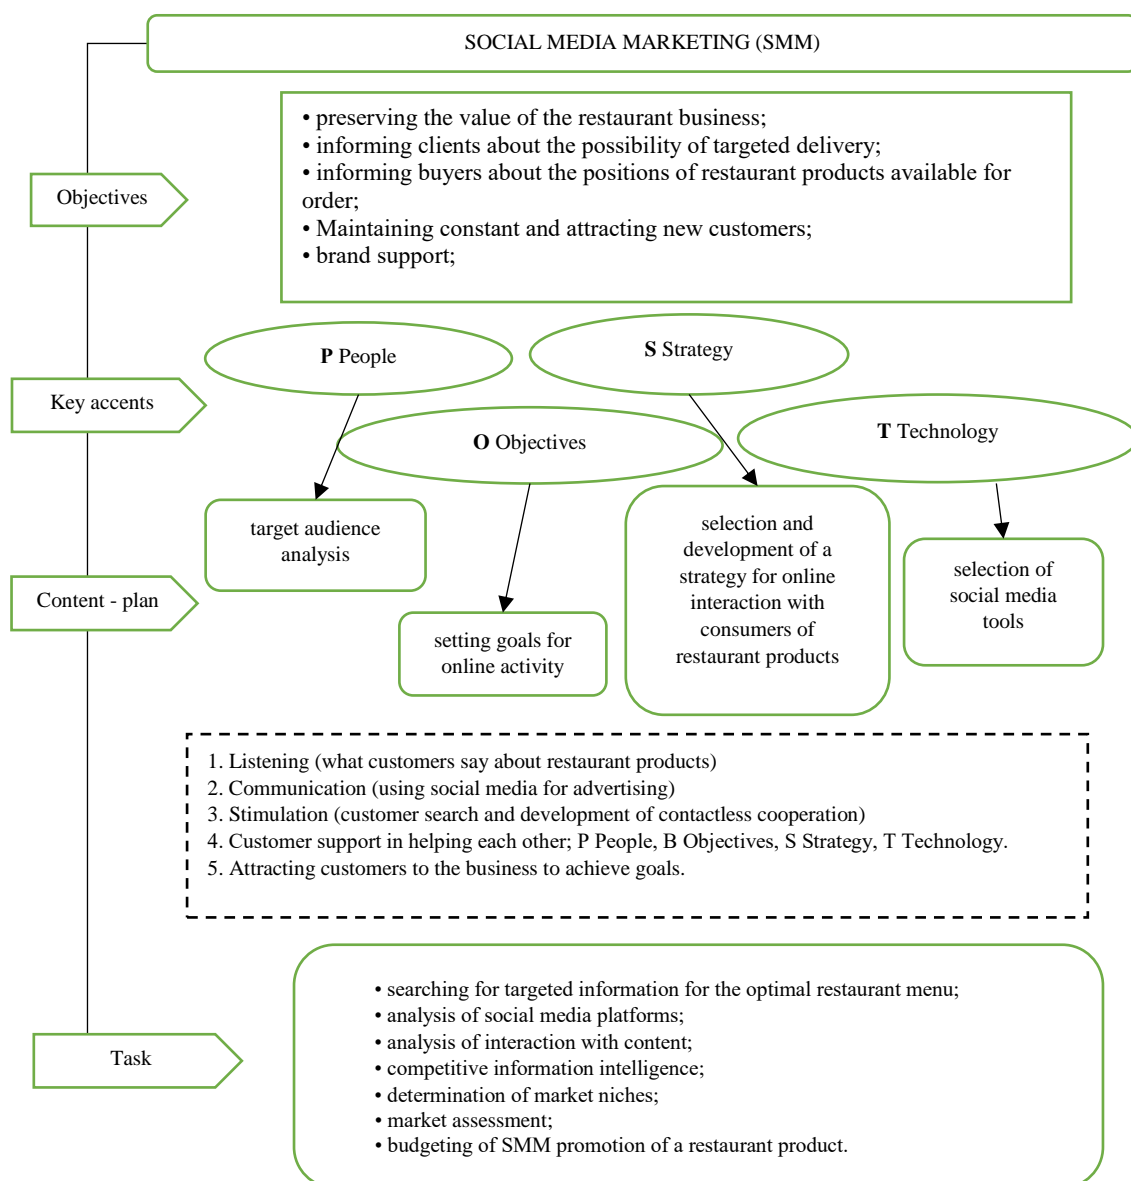 SOCIAL MEDIA MARKETING (SMM)
• preserving the value of the restaurant business;
• informing clients about the possibility of targeted delivery;
• informing buyers about the positions of restaurant products available for
order;
• Maintaining constant and attracting new customers;
• brand support;
Objectives
P People
S Strategy
Key accents
O Objectives
T Technology
target audience
analysis
selection and
development of a
strategy for online
interaction with
consumers of
restaurant products
selection of
social media
tools
Content - plan
setting goals for
online activity
1. Listening (what customers say about restaurant products)
2. Communication (using social media for advertising)
3. Stimulation (customer search and development of contactless cooperation)
4. Customer support in helping each other; P People, B Objectives, S Strategy, T Technology.
5. Attracting customers to the business to achieve goals.
• searching for targeted information for the optimal restaurant menu;
• analysis of social media platforms;
• analysis of interaction with content;
• competitive information intelligence;
• determination of market niches;
• market assessment;
• budgeting of SMM promotion of a restaurant product.
Task